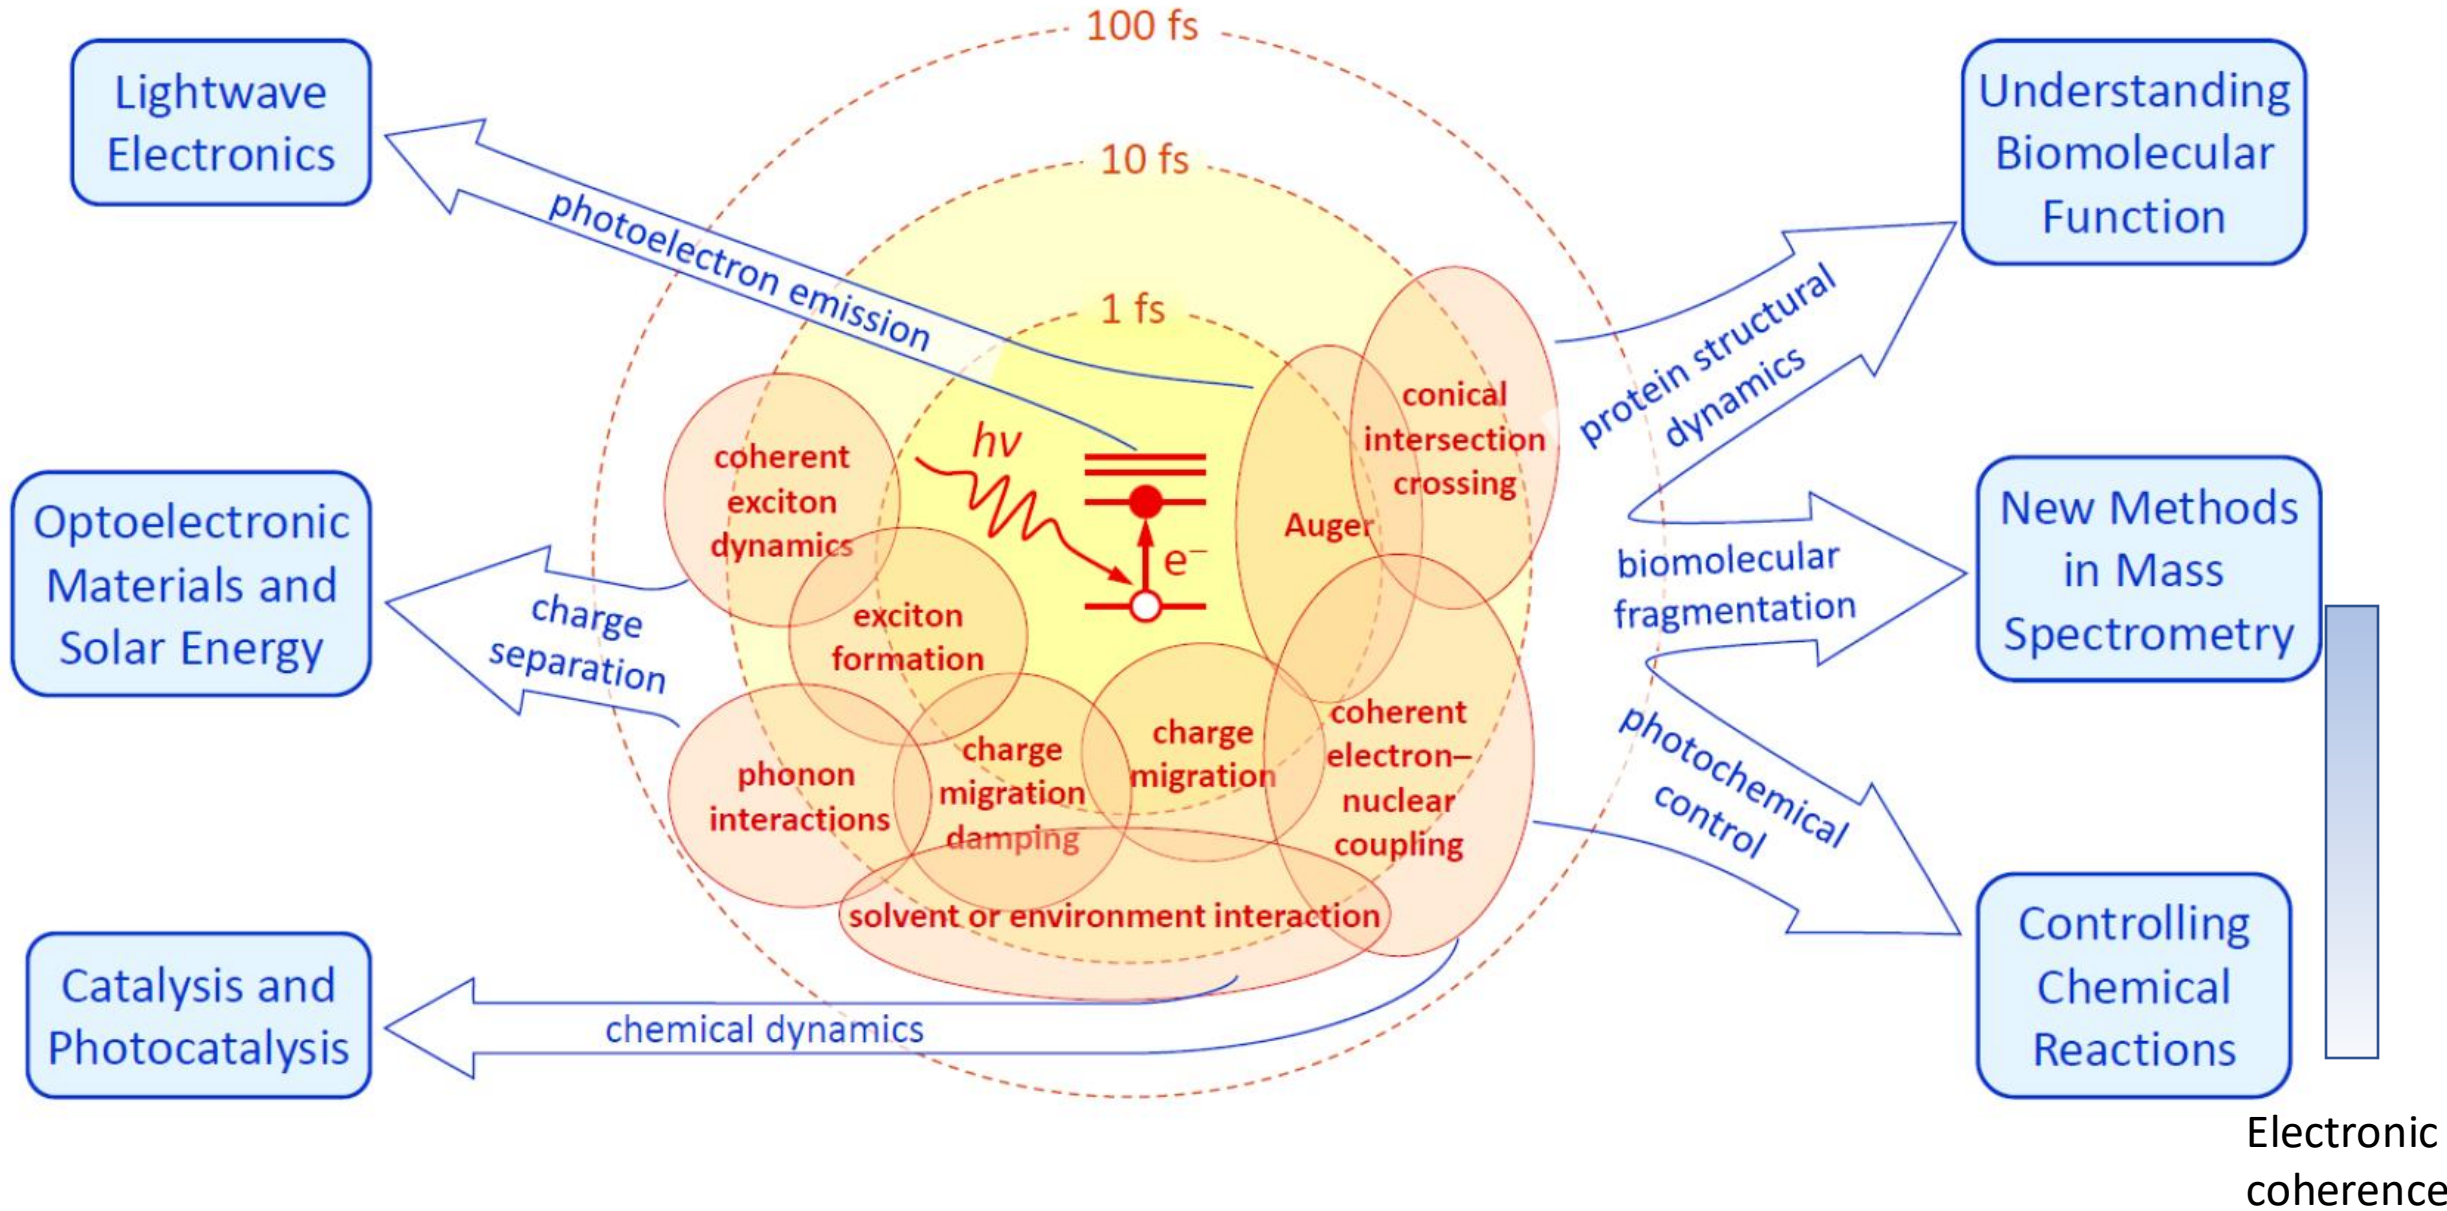 100 fs
10 fs
1 fs
Lightwave
Electronics
photoelectron emission
Optoelectronic
Materials and
Solar Energy
charge
separation
Catalysis and
Photocatalysis
chemical dynamics
coherent
exciton
dynamics
exciton
formation
phonon
interactions
charge
migration
damping
charge
migration
solvent or environment interaction
hν
e−
Auger
conical
intersection
crossing
coherent
electron–
nuclear
coupling
protein structural
dynamics
Understanding
Biomolecular
Function
biomolecular
fragmentation
New Methods
in Mass
Spectrometry
photochemical
control
Controlling
Chemical
Reactions
Electronic
coherence